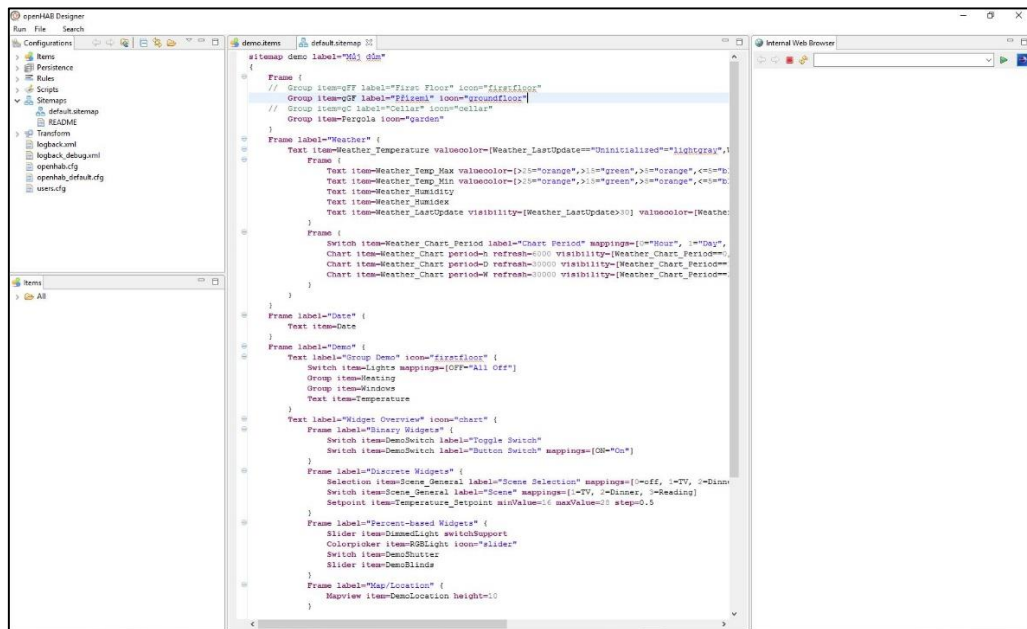 openHAB Designer
Run File Search
Configurations
Items
Persistence
Rules
Scripts
Sitemaps
default.sitemap
README
Transform
logback.xml
logback_debug.xml
openhab.cfg
openhab_default.cfg
users.cfg
Items
All
demo.items default.sitemap
sitemap demo label="Můj dům"
{
Frame {
// Group item=gFF label="First Floor" icon="firstfloor"
Group item=gGF label="Přízemí" icon="groundfloor"
// Group item=gC label="Cellar" icon="cellar"
Group item=Pergola icon="garden"
}
Frame label="Weather" {
Text item=Weather_Temperature valuecolor=[Weather_LastUpdate=="Uninitialized"="lightgray",
Frame {
Text item=Weather_Temp_Max valuecolor=[>25="orange",>15="green",>5="orange",<=5="b
Text item=Weather_Temp_Min valuecolor=[>25="orange",>15="green",>5="orange",<=5="b
Text item=Weather_Humidity
Text item=Weather_Humidex
Text item=Weather_LastUpdate visibility=[Weather_LastUpdate>30] valuecolor=[Weathe
}
Frame {
Switch item=Weather_Chart_Period label="Chart Period" mappings=[0="Hour", 1="Day",
Chart item=Weather_Chart period=h refresh=6000 visibility=[Weather_Chart_Period==0,
Chart item=Weather_Chart period=D refresh=30000 visibility=[Weather_Chart_Period==
Chart item=Weather_Chart period=W refresh=30000 visibility=[Weather_Chart_Period==
}
}
}
Frame label="Date" {
Text item=Date
}
Frame label="Demo" {
Text label="Group Demo" icon="firstfloor" {
Switch item=Lights mappings=[OFF="All Off"]
Group item=Heating
Group item=Windows
Text item=Temperature
}
Text label="Widget Overview" icon="chart" {
Frame label="Binary Widgets" {
Switch item=DemoSwitch label="Toggle Switch"
Switch item=DemoSwitch label="Button Switch" mappings=[ON="On"]
}
Frame label="Discrete Widgets" {
Selection item=Scene_General label="Scene Selection" mappings=[0=off, 1=TV, 2=Dinn
Switch item=Scene_General label="Scene" mappings=[1=TV, 2=Dinner, 3=Reading]
Setpoint item=Temperature_Setpoint minValue=16 maxValue=28 step=0.5
}
Frame label="Percent-based Widgets" {
Slider item=DimmedLight switchSupport
Colorpicker item=RGBLight icon="slider"
Switch item=DemoShutter
Slider item=DemoBlinds
}
Frame label="Map/Location" {
Mapview item=DemoLocation height=10
}
Internal Web Browser